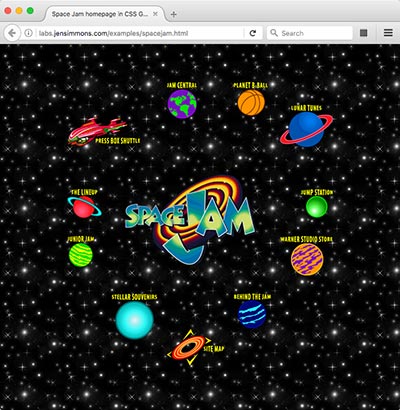 Space Jam homepage in CSS G...
labs.jensimmons.com/examples/spacejam.html
Search
JAM CENTRAL
PLANET B-BALL
LUNAR TUNES
PRESS BOX SHUTTLE
THE LINEUP
JUMP STATION
SPACE JAM
JUNIOR JAM
WARNER STUDIO STORE
STELLAR SOUVENIRS
BEHIND THE JAM
SITE MAP